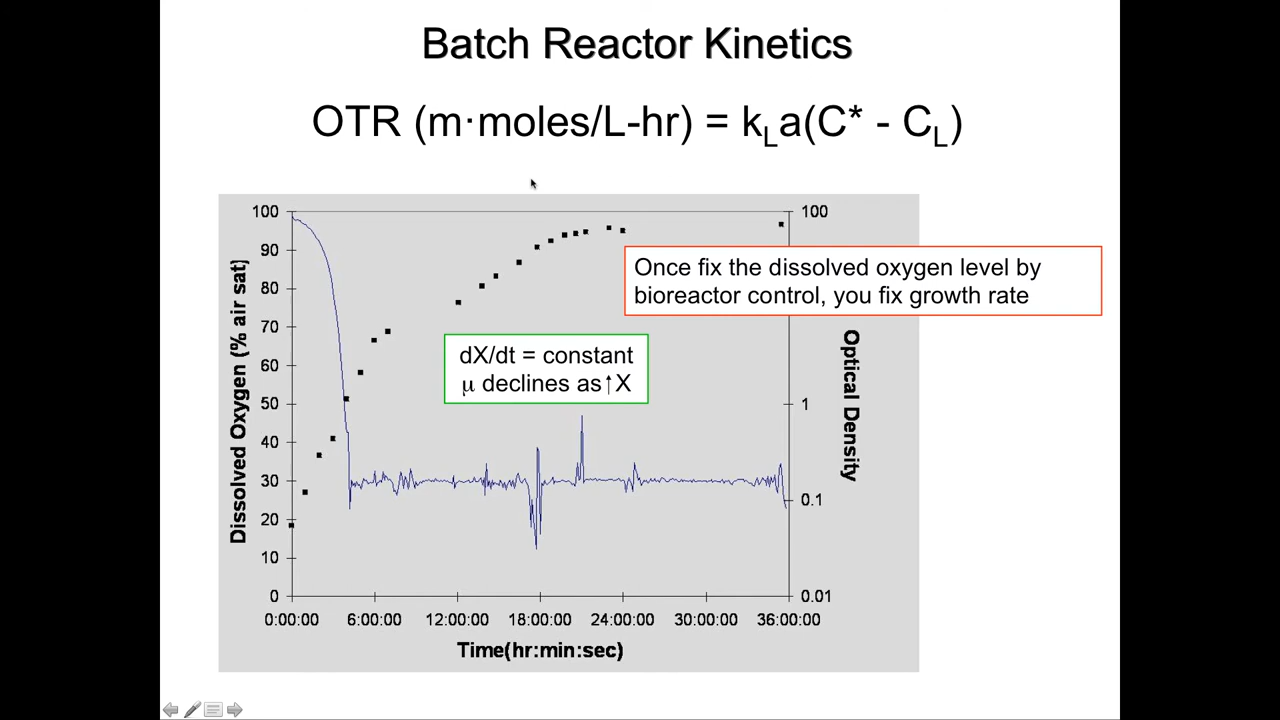 Batch Reactor Kinetics
OTR (m·moles/L-hr) = kLa(C* - CL)
Once fix the dissolved oxygen level by
bioreactor control, you fix growth rate
dX/dt = constant
μ declines as↑X
Dissolved Oxygen (% air sat)
100
90
80
70
60
50
40
30
20
10
0
100
1
0.1
0.01
Optical Density
0:00:00 6:00:00 12:00:00 18:00:00 24:00:00 30:00:00 36:00:00
Time(hr:min:sec)